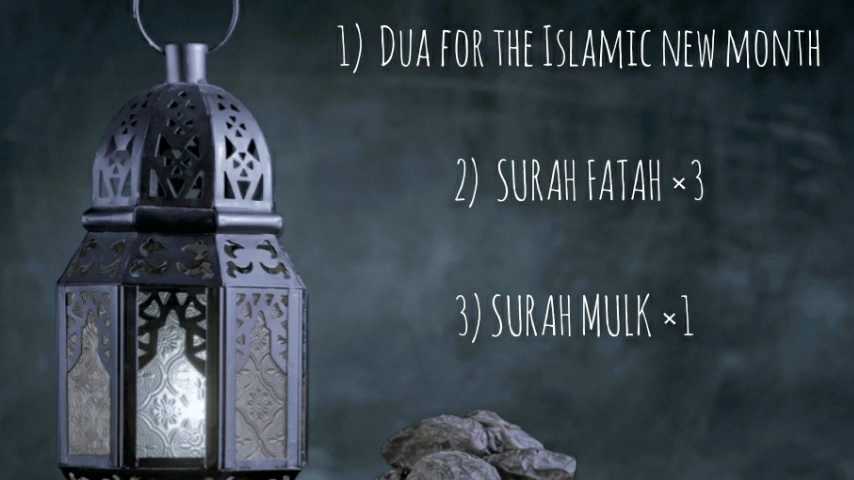 1) Dua for the Islamic new month
2) SURAH FATAH ×3
3) SURAH MULK ×1